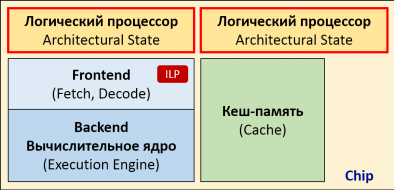 Логический процессор
Architectural State
Логический процессор
Architectural State
Frontend
ILP
(Fetch, Decode)
Backend
Вычислительное ядро
(Execution Engine)
Кеш-память
(Cache)
Chip